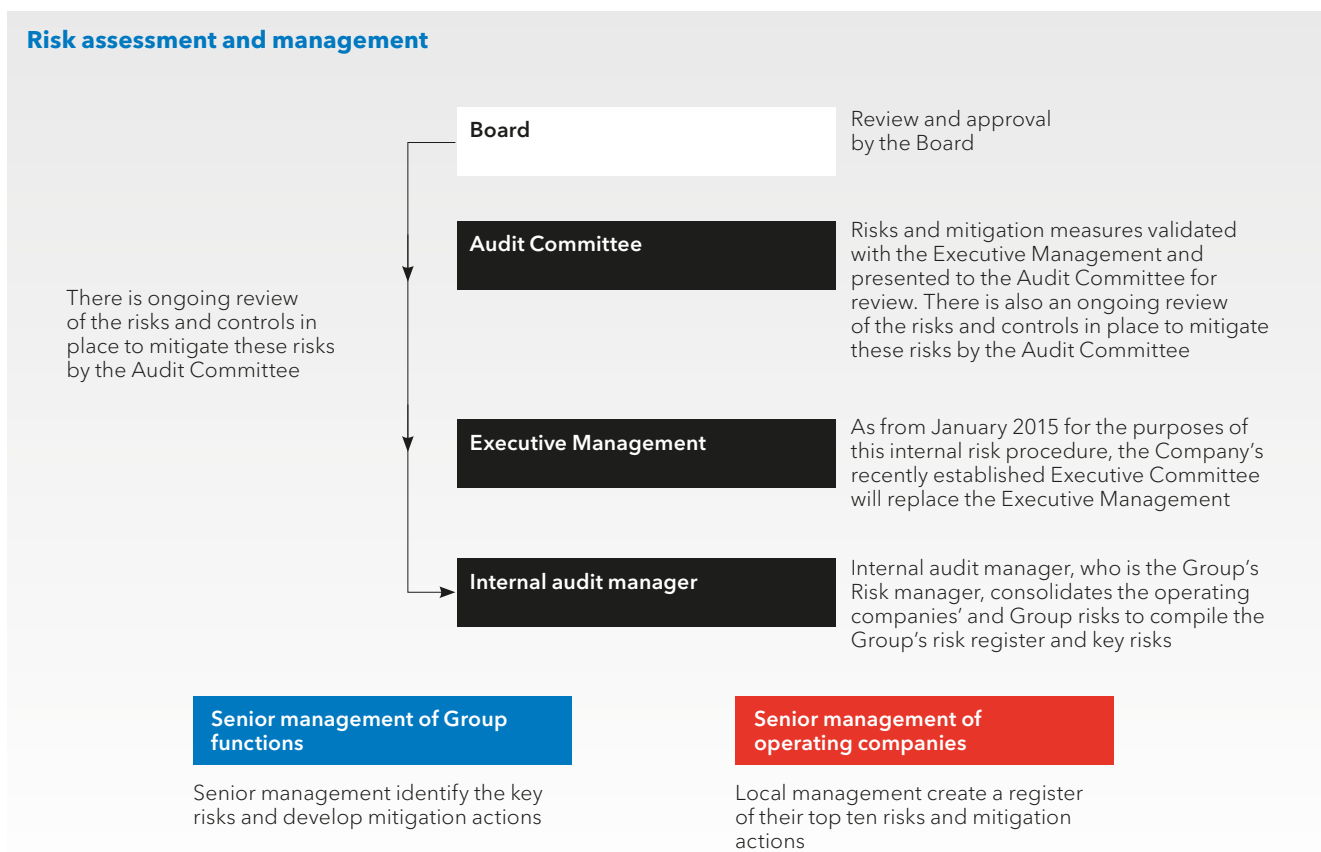 Risk assessment and management
Board
Review and approval
by the Board
Audit Committee
Risks and mitigation measures validated
with the Executive Management and
presented to the Audit Committee for
review. There is also an ongoing review
of the risks and controls in place to mitigate
these risks by the Audit Committee
There is ongoing review
of the risks and controls in
place to mitigate these risks
by the Audit Committee
Executive Management
As from January 2015 for the purposes of
this internal risk procedure, the Company’s
recently established Executive Committee
will replace the Executive Management
Internal audit manager
Internal audit manager, who is the Group’s
Risk manager, consolidates the operating
companies’ and Group risks to compile the
Group’s risk register and key risks
Senior management of Group
functions
Senior management identify the key
risks and develop mitigation actions
Senior management of
operating companies
Local management create a register
of their top ten risks and mitigation
actions